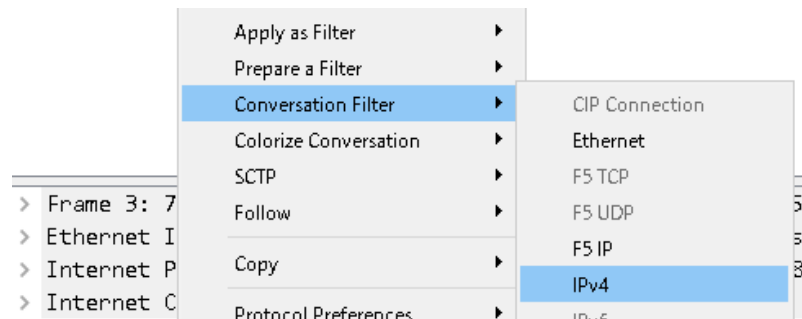 Apply as Filter
Prepare a Filter
Conversation Filter
Colorize Conversation
SCTP
Follow
Copy
Protocol Preferences
CIP Connection
Ethernet
F5 TCP
F5 UDP
F5 IP
IPv4
Frame 3: 7
Ethernet I
Internet P
Internet C